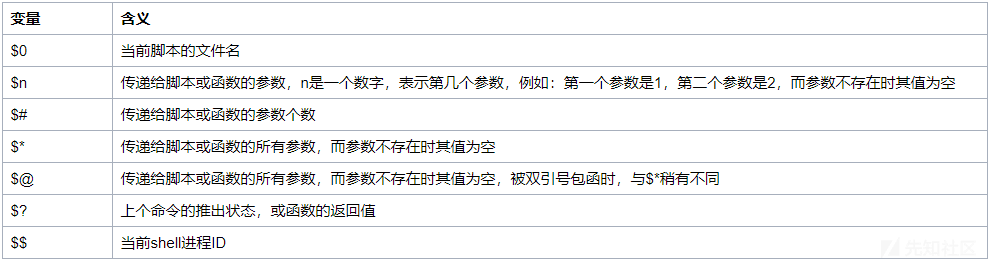 变量 含义
$0 当前脚本的文件名
$n 传递给脚本或函数的参数，n是一个数字，表示第几个参数，例如：第一个参数是1，第二个参数是2，而参数不存在时其值为空
$# 传递给脚本或函数的参数个数
$* 传递给脚本或函数的所有参数，而参数不存在时其值为空
$@ 传递给脚本或函数的所有参数，而参数不存在时其值为空，被双引号包函时，与$*稍有不同
$? 上个命令的推出状态，或函数的返回值
$$ 当前shell进程ID
先知社区